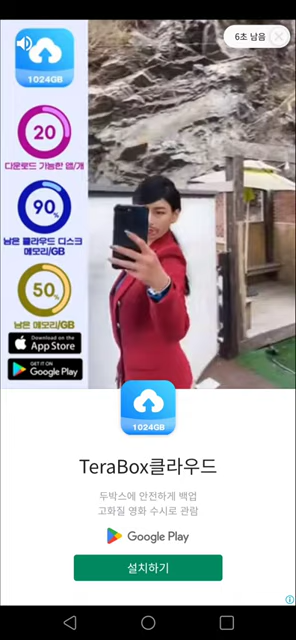 6초 남음
1024GB
20
다운로드 가능한 앱/개
90%
남은 클라우드 디스크
메모리/GB
50%
남은 메모리/GB
Download on the
App Store
GET IT ON
Google Play
1024GB
TeraBox클라우드
두박스에 안전하게 백업
고화질 영화 수시로 관람
Google Play
설치하기